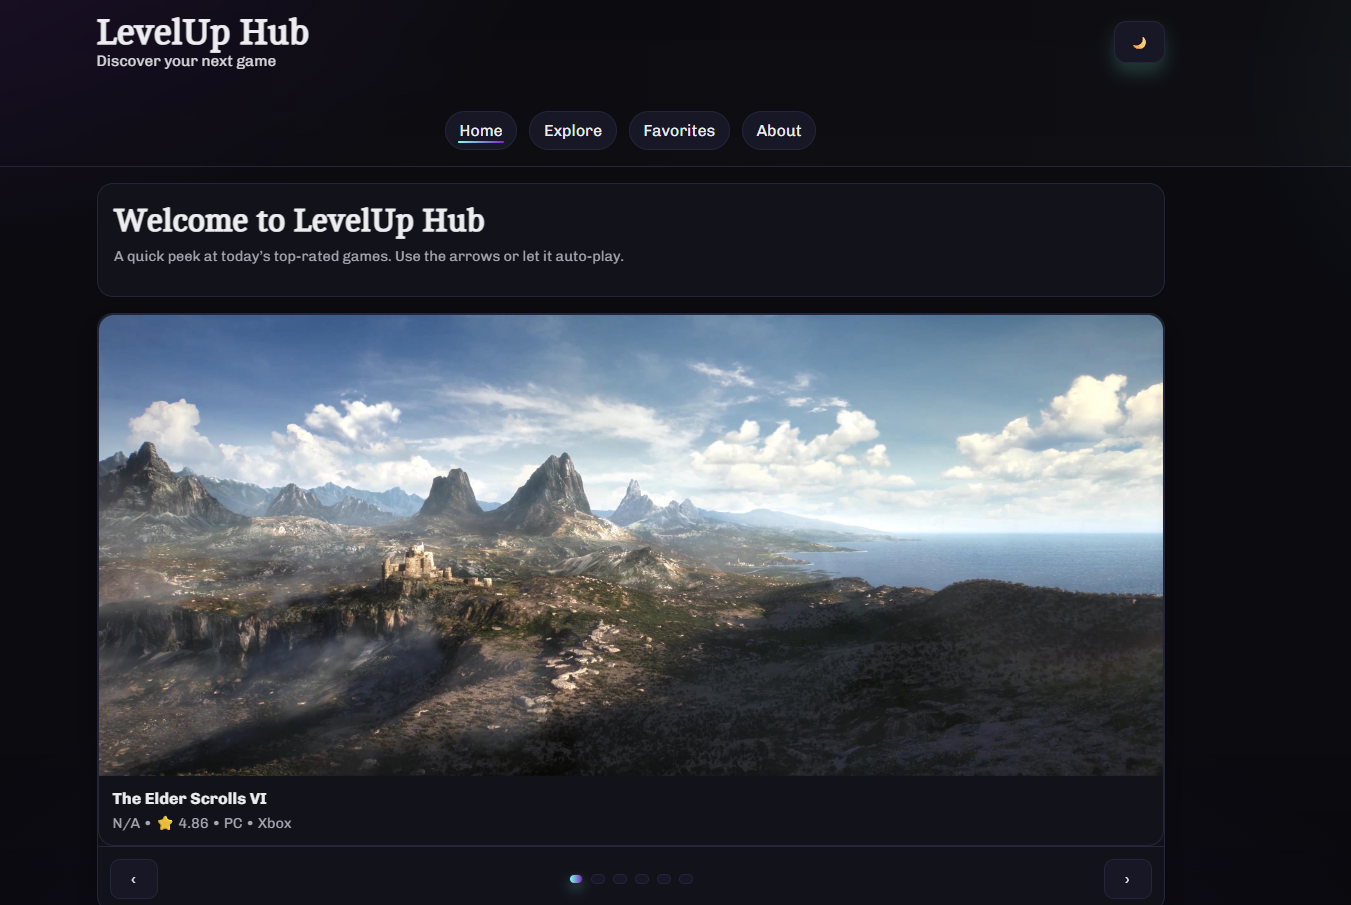 LevelUp Hub
Discover your next game
Home
Explore
Favorites
About
Welcome to LevelUp Hub
A quick peek at today's top-rated games. Use the arrows or let it auto-play.
The Elder Scrolls VI
N/A • ⭐ 4.86 • PC • Xbox
‹
›